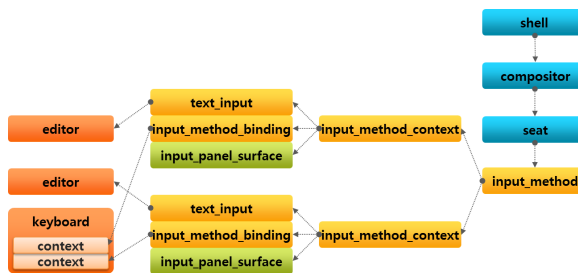 shell
compositor
seat
input_method
text_input
input_method_binding
input_panel_surface
input_method_context
editor
editor
keyboard
context
context
text_input
input_method_binding
input_panel_surface
input_method_context